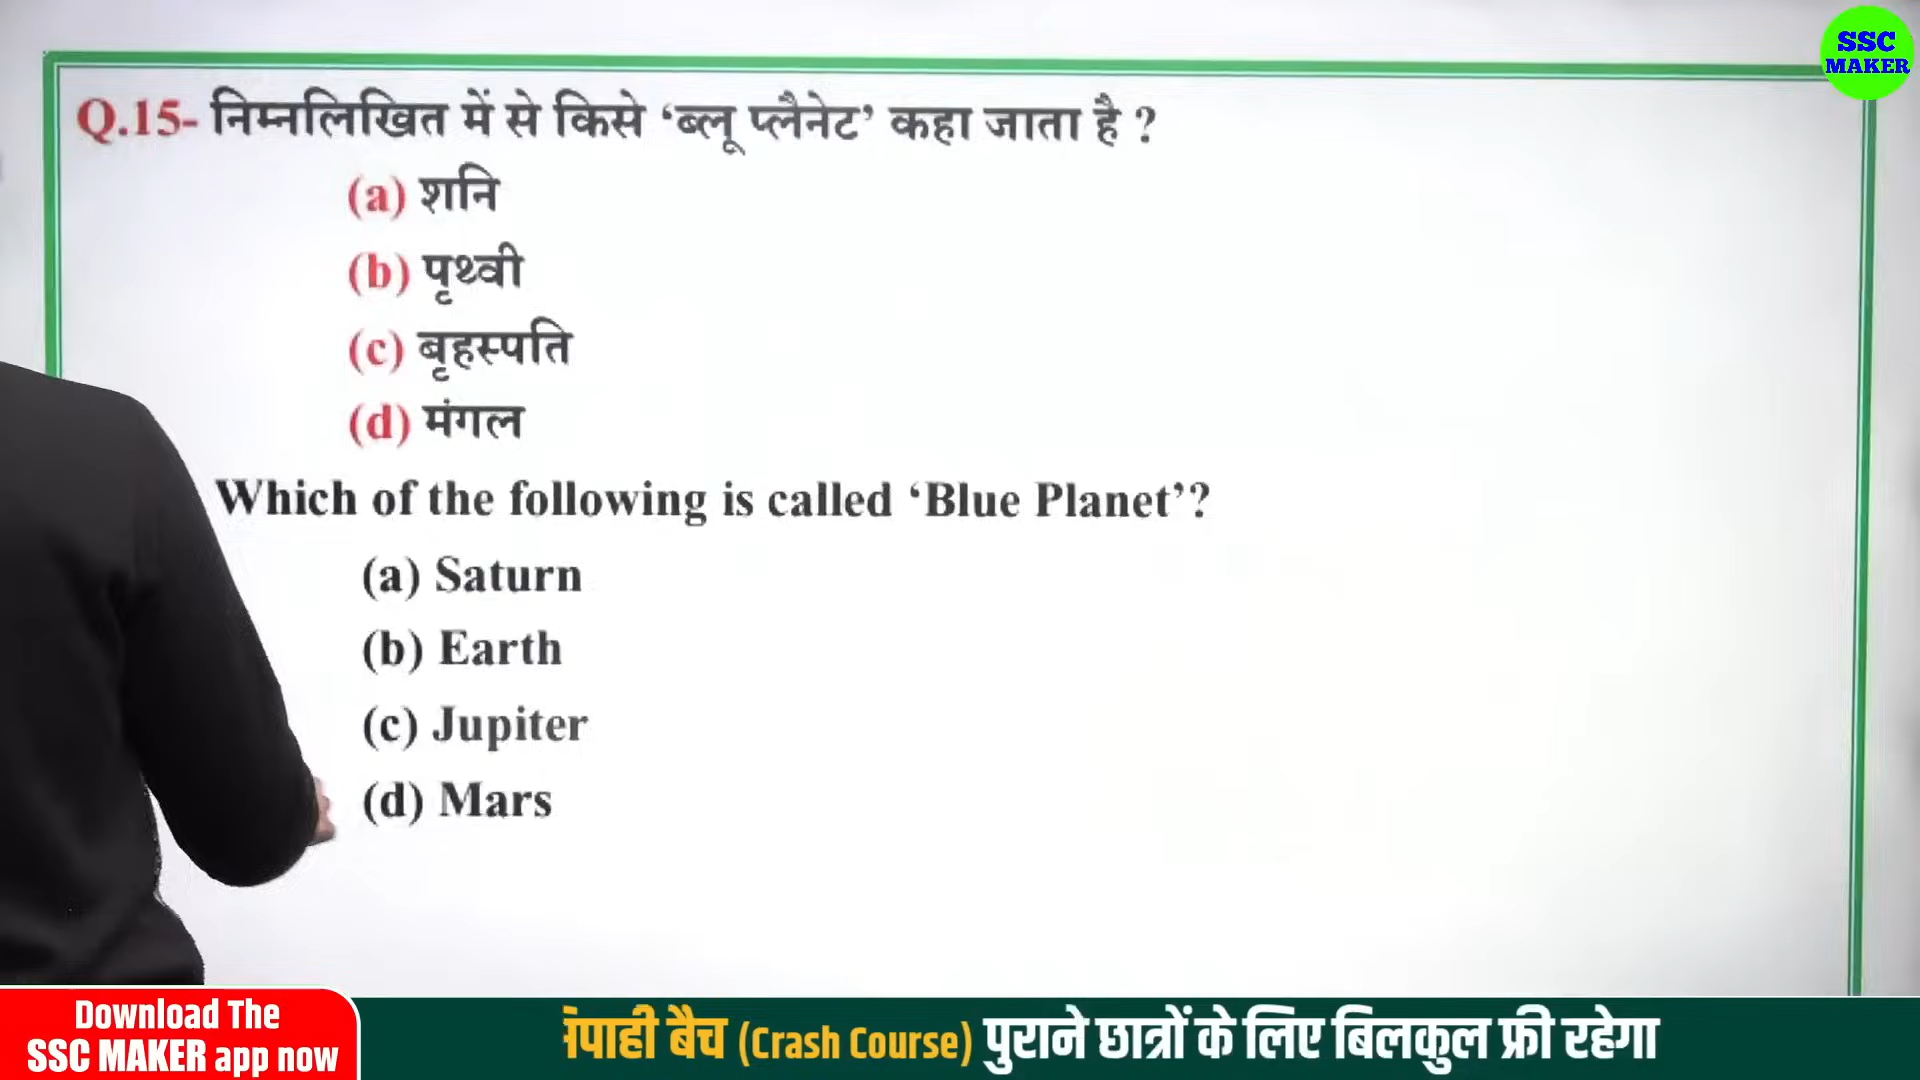 SSC
MAKER
Q.15- निम्नलिखित में से किसे ‘ब्लू प्लैनेट’ कहा जाता है ?
(a) शनि
(b) पृथ्वी
(c) बृहस्पति
(d) मंगल
Which of the following is called ‘Blue Planet’?
(a) Saturn
(b) Earth
(c) Jupiter
(d) Mars
Download The
SSC MAKER app now
बैच (Crash Course) पुराने छात्रों के लिए बिलकुल फ्री रहेगा